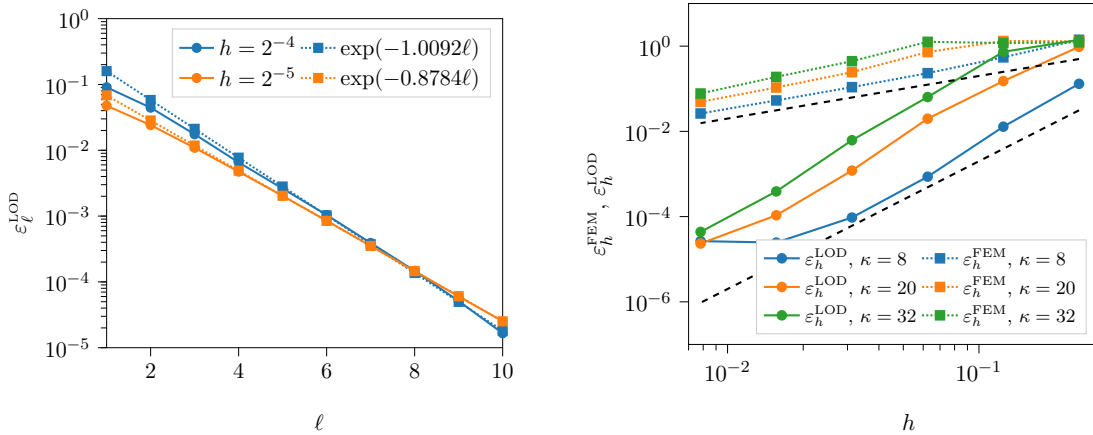 10^0
10^{-1}
10^{-2}
10^{-3}
10^{-4}
10^{-5}
ε_ℓ^{LOD}
h = 2^{-4} exp(−1.0092ℓ)
h = 2^{-5} exp(−0.8784ℓ)
2 4 6 8 10
ℓ
10^0
10^{-2}
10^{-4}
10^{-6}
ε_h^{FEM}, ε_h^{LOD}
ε_h^{LOD}, κ = 8 ε_h^{FEM}, κ = 8
ε_h^{LOD}, κ = 20 ε_h^{FEM}, κ = 20
ε_h^{LOD}, κ = 32 ε_h^{FEM}, κ = 32
10^{-2} 10^{-1}
h